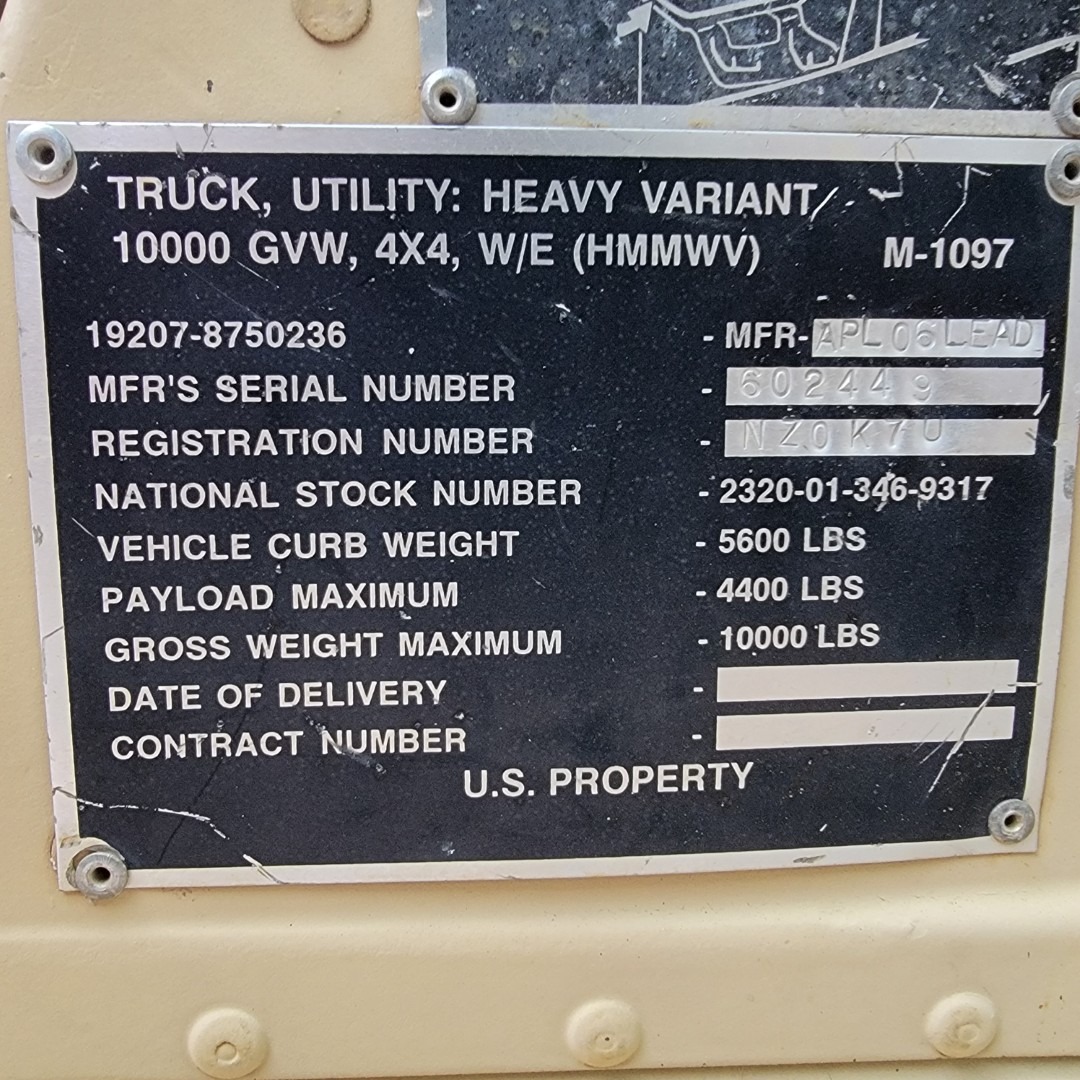 TRUCK, UTILITY: HEAVY VARIANT
10000 GVW, 4X4, W/E (HMMWV) M-1097
19207-8750236 - MFR-APL06LEAD
MFR'S SERIAL NUMBER - 602449
REGISTRATION NUMBER - NZ0K7U
NATIONAL STOCK NUMBER - 2320-01-346-9317
VEHICLE CURB WEIGHT - 5600 LBS
PAYLOAD MAXIMUM - 4400 LBS
GROSS WEIGHT MAXIMUM - 10000 LBS
DATE OF DELIVERY -
CONTRACT NUMBER -
U.S. PROPERTY